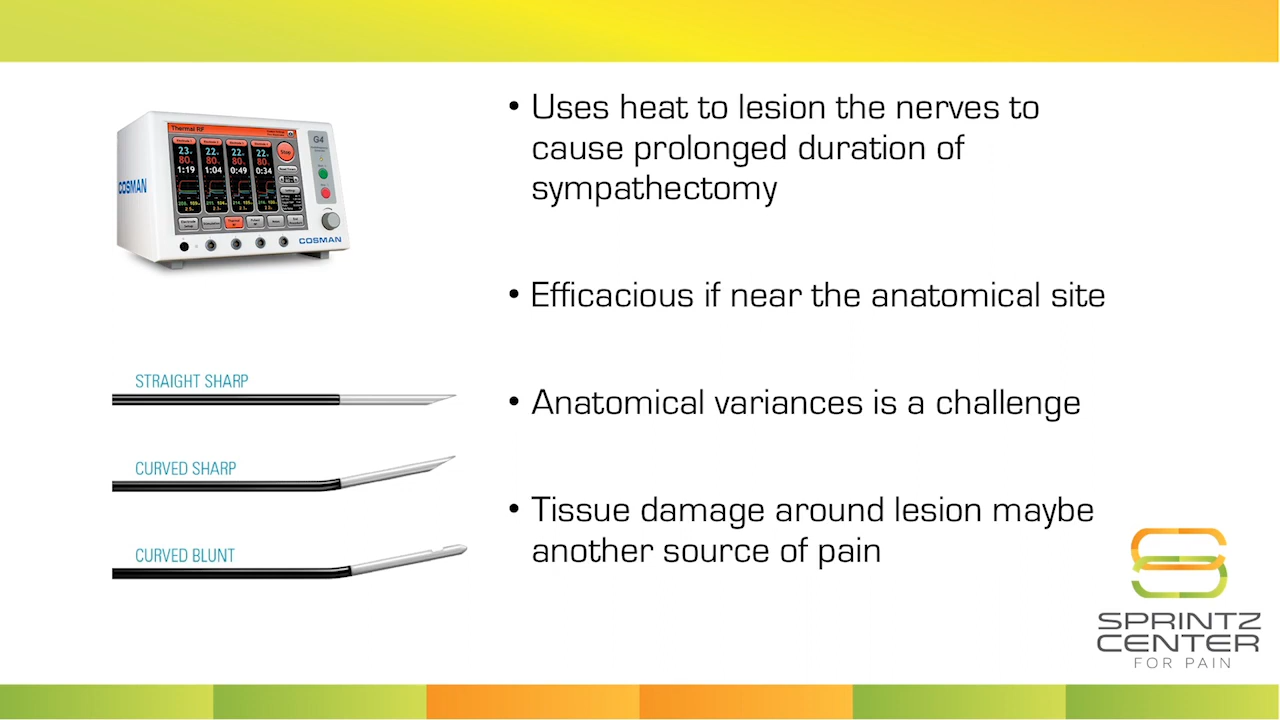 • Uses heat to lesion the nerves to
cause prolonged duration of
sympathectomy
• Efficacious if near the anatomical site
• Anatomical variances is a challenge
• Tissue damage around lesion maybe
another source of pain
Thermal RF
G4
23.
22.
22.
22.
80.
80.
80.
80.
1:19
1:04
0:49
0:34
Stop
COSMAN
COSMAN
STRAIGHT SHARP
CURVED SHARP
CURVED BLUNT
SPRINTZ
CENTER
FOR PAIN